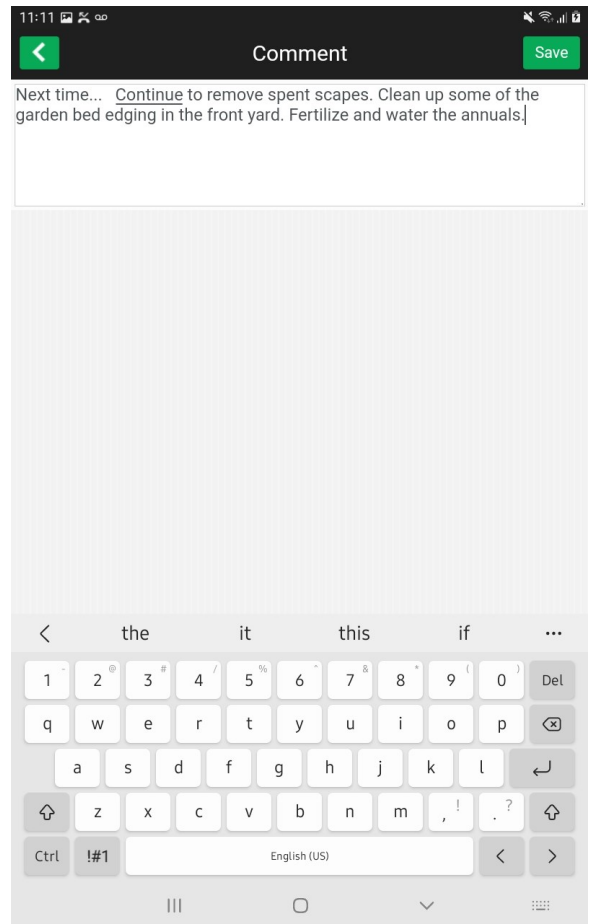 11:11
Comment
Save
Next time... Continue to remove spent scapes. Clean up some of the
garden bed edging in the front yard. Fertilize and water the annuals.
the it this if ...
1 - 2 @ 3 # 4 / 5 % 6 ^ 7 & 8 * 9 ( 0 ) Del
q w e r t y u i o p
a s d f g h j k l
z x c v b n m , ! . ?
Ctrl !#1 English (US) < >